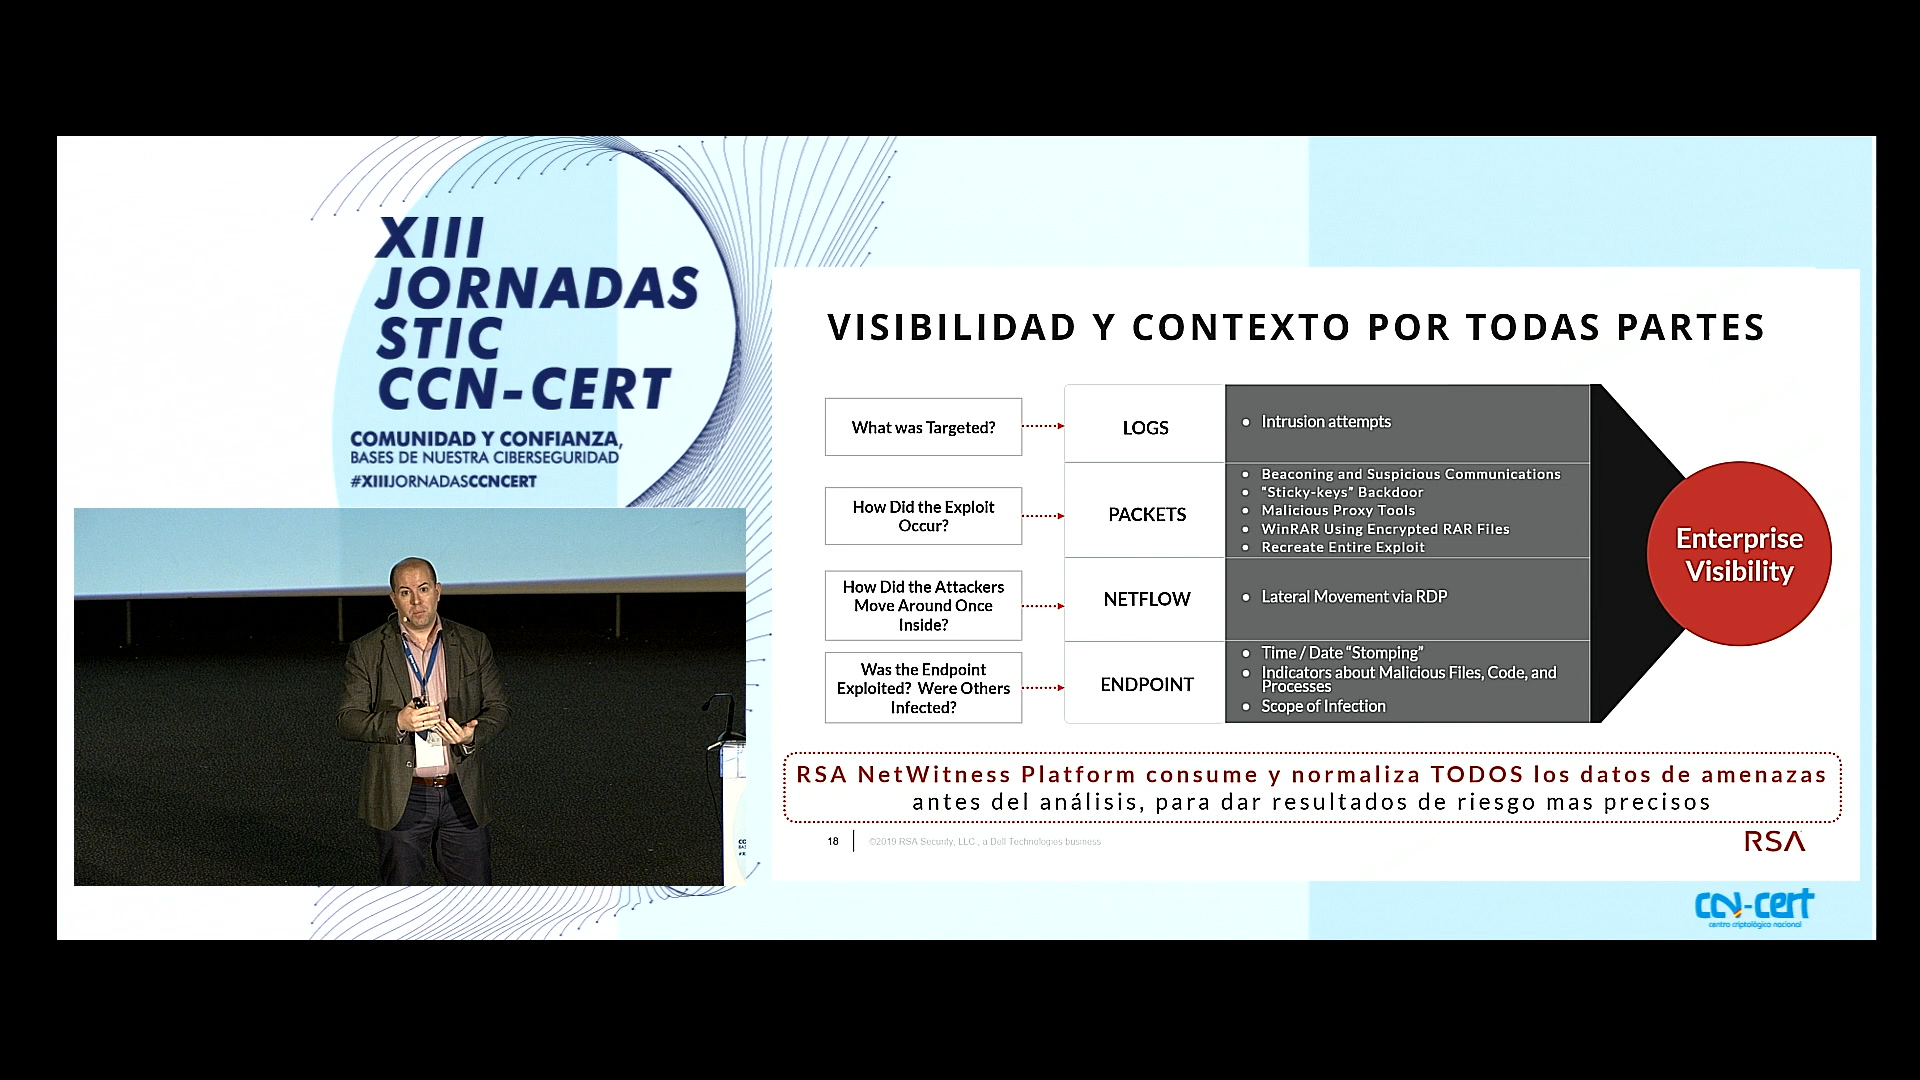 XIII
JORNADAS
STIC
CCN-CERT
COMUNIDAD Y CONFIANZA,
BASES DE NUESTRA CIBERSEGURIDAD
#XIIIJORNADASCCNCERT
VISIBILIDAD Y CONTEXTO POR TODAS PARTES
What was Targeted?
LOGS
• Intrusion attempts
How Did the Exploit
Occur?
PACKETS
• Beaconing and Suspicious Communications
• “Sticky-keys” Backdoor
• Malicious Proxy Tools
• WinRAR Using Encrypted RAR Files
• Recreate Entire Exploit
How Did the Attackers
Move Around Once
Inside?
NETFLOW
• Lateral Movement via RDP
Was the Endpoint
Exploited? Were Others
Infected?
ENDPOINT
• Time / Date “Stomping”
• Indicators about Malicious Files, Code, and
Processes
• Scope of Infection
Enterprise
Visibility
RSA NetWitness Platform consume y normaliza TODOS los datos de amenazas
antes del análisis, para dar resultados de riesgo mas precisos
18
©2019 RSA Security, LLC., a Dell Technologies business
RSA
ccn-cert
centro criptológico nacional